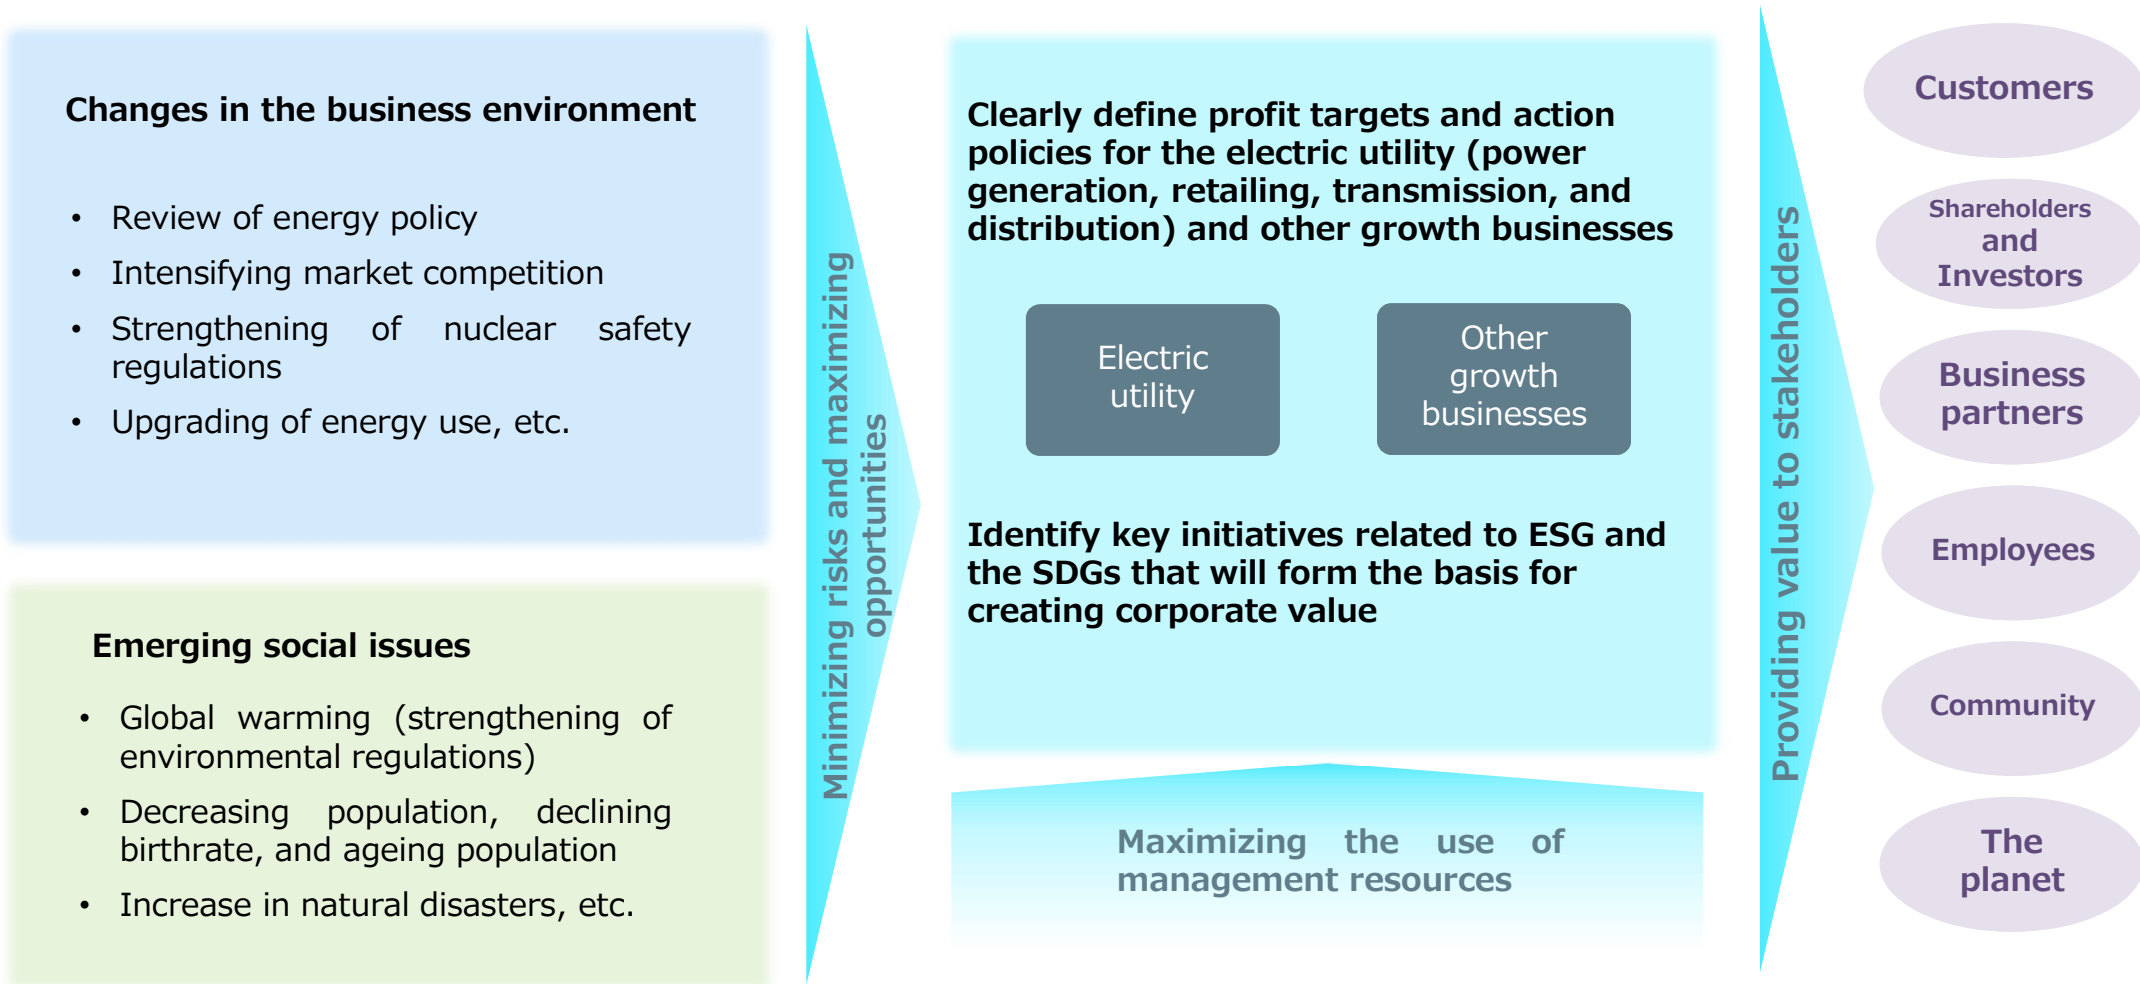 Changes in the business environment
• Review of energy policy
• Intensifying market competition
• Strengthening of nuclear safety
regulations
• Upgrading of energy use, etc.
Emerging social issues
• Global warming (strengthening of
environmental regulations)
• Decreasing population, declining
birthrate, and ageing population
• Increase in natural disasters, etc.
Minimizing risks and maximizing
opportunities
Clearly define profit targets and action
policies for the electric utility (power
generation, retailing, transmission, and
distribution) and other growth businesses
Electric
utility
Other
growth
businesses
Identify key initiatives related to ESG and
the SDGs that will form the basis for
creating corporate value
Maximizing the use of
management resources
Providing value to stakeholders
Customers
Shareholders
and
Investors
Business
partners
Employees
Community
The
planet